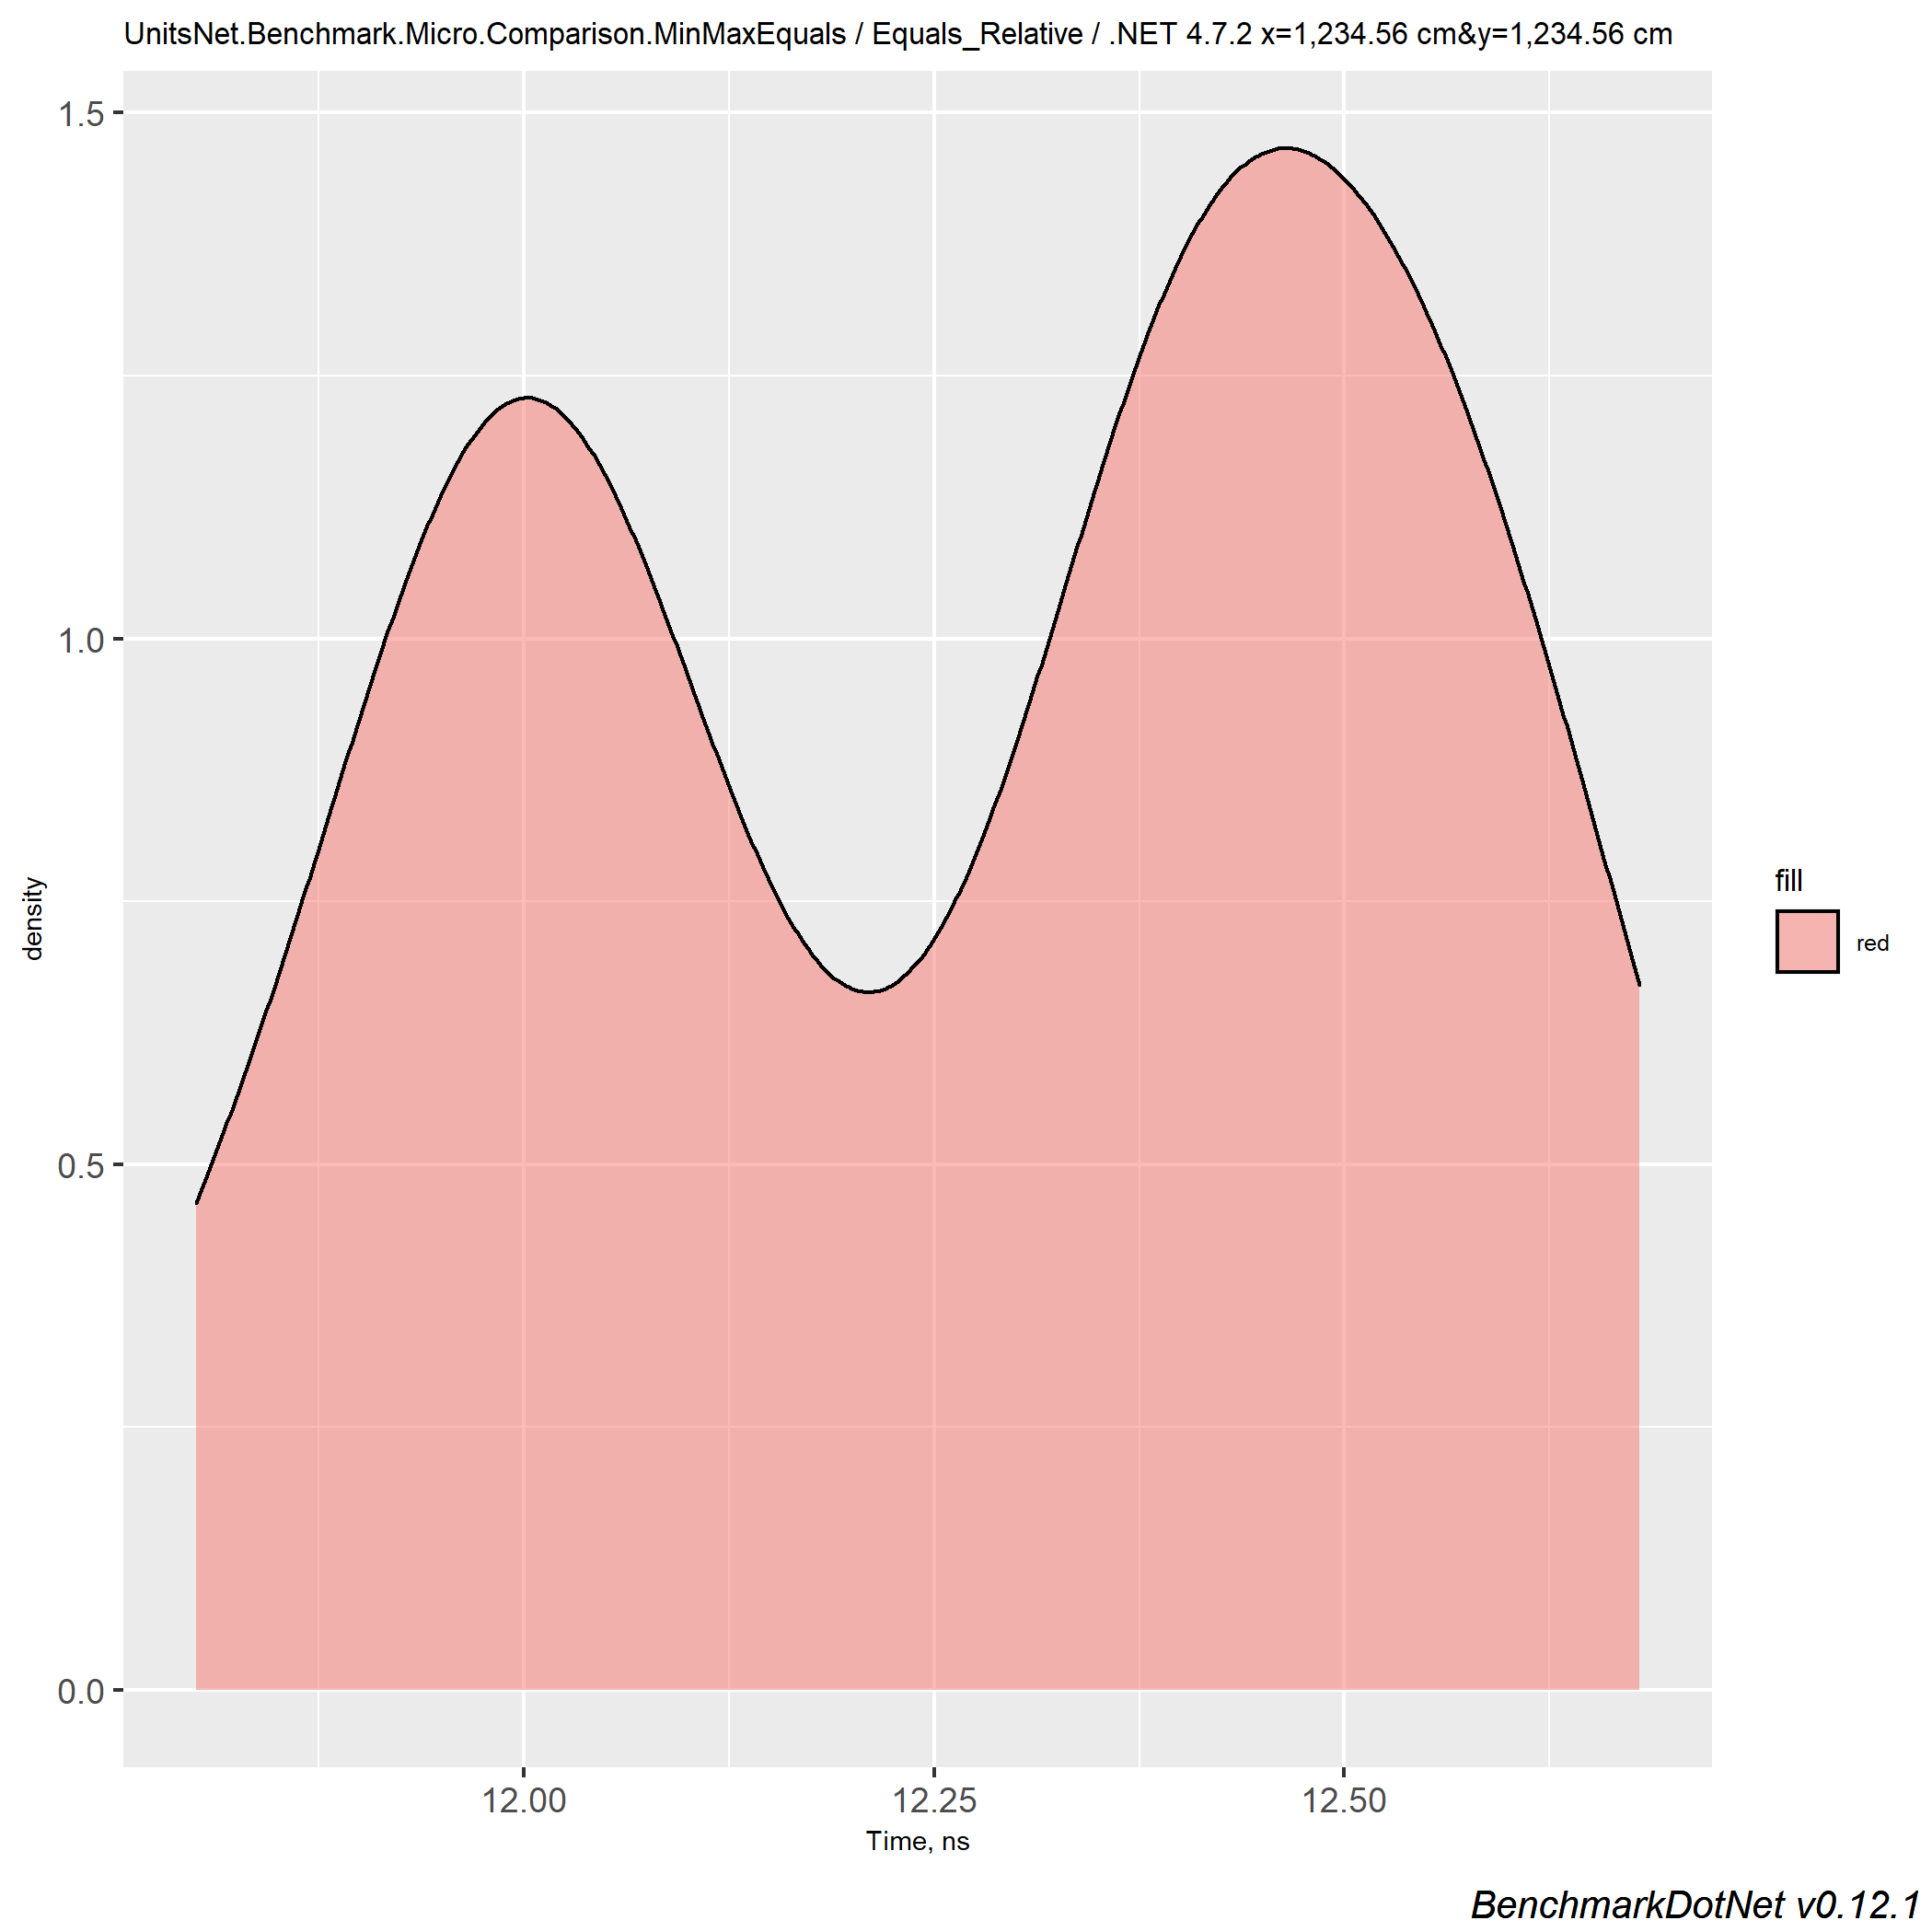 UnitsNet.Benchmark.Micro.Comparison.MinMaxEquals / Equals_Relative / .NET 4.7.2 x=1,234.56 cm&y=1,234.56 cm
1.5
1.0
0.5
0.0
density
12.00 12.25 12.50
Time, ns
fill
red
BenchmarkDotNet v0.12.1